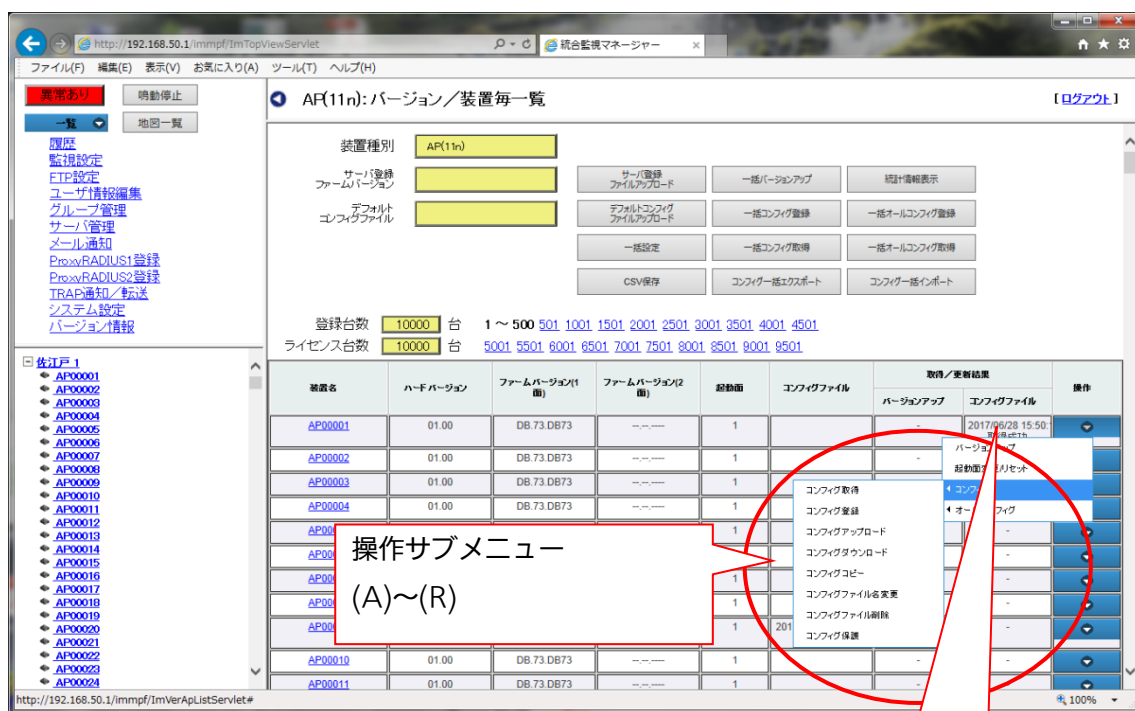 http://192.168.50.1/immpf/ImTopViewServlet
統合監視マネージャー
ファイル(F) 編集(E) 表示(V) お気に入り(A) ツール(T) ヘルプ(H)
異常あり 鳴動停止
一覧 地図一覧
履歴
監視設定
FTP設定
ユーザ情報編集
グループ管理
サーバ管理
メール通知
ProxyRADIUS1登録
ProxyRADIUS2登録
TRAP通知/転送
システム設定
バージョン情報
佐江戸1
AP00001
AP00002
AP00003
AP00004
AP00005
AP00006
AP00007
AP00008
AP00009
AP00010
AP00011
AP00012
AP00013
AP00014
AP00015
AP00016
AP00017
AP00018
AP00019
AP00020
AP00021
AP00022
AP00023
AP00024
AP(11n):バージョン/装置毎一覧 [ログアウト]
装置種別 AP(11n)
サーバ登録
ファームバージョン
デフォルト
コンフィグファイル
サーバ登録
ファイルアップロード
一括バージョンアップ
統計情報表示
デフォルトコンフィグ
ファイルアップロード
一括コンフィグ登録
一括オールコンフィグ登録
一括設定
一括コンフィグ取得
一括オールコンフィグ取得
CSV保存
コンフィグ一括エクスポート
コンフィグ一括インポート
登録台数 10000 台 1~500 501 1001 1501 2001 2501 3001 3501 4001 4501
ライセンス台数 10000 台 5001 5501 6001 6501 7001 7501 8001 8501 9001 9501
装置名 ハードバージョン ファームバージョン(1面) ファームバージョン(2面) 起動面 コンフィグファイル 取得/更新結果 操作
バージョンアップ コンフィグファイル
AP00001 01.00 DB.73.DB73 --.--.---- 1 - 2017/06/28 15:50:
AP00002 01.00 DB.73.DB73 --.--.---- 1 -
AP00003 01.00 DB.73.DB73 --.--.---- 1
AP00004 01.00 DB.73.DB73 --.--.---- 1
AP00 1 -
AP00 1 -
AP00 1 -
AP00 1 -
AP00 1 201 -
AP00010 01.00 DB.73.DB73 --.--.---- 1 - -
AP00011 01.00 DB.73.DB73 --.--.---- 1 -
コンフィグ取得
コンフィグ登録
コンフィグアップロード
コンフィグダウンロード
コンフィグコピー
コンフィグファイル名変更
コンフィグファイル削除
コンフィグ保護
操作サブメニュー
(A)~(R)
http://192.168.50.1/immpf/ImVerApListServlet#
100%